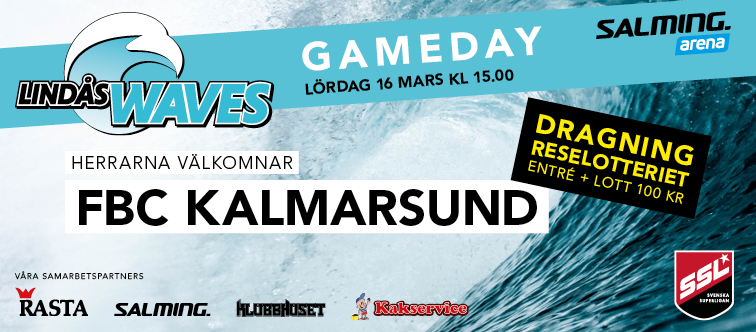 LINDÅS WAVES
GAMEDAY
LÖRDAG 16 MARS KL 15.00
SALMING.
arena
HERRARNA VÄLKOMNAR
FBC KALMARSUND
DRAGNING
RESELOTTERIET
ENTRÉ + LOTT 100 KR
VÅRA SAMARBETSPARTNERS
RASTA
SALMING.
KLUBBHUSET
Kakservice
SSL
SVENSKA
SUPERLIGAN